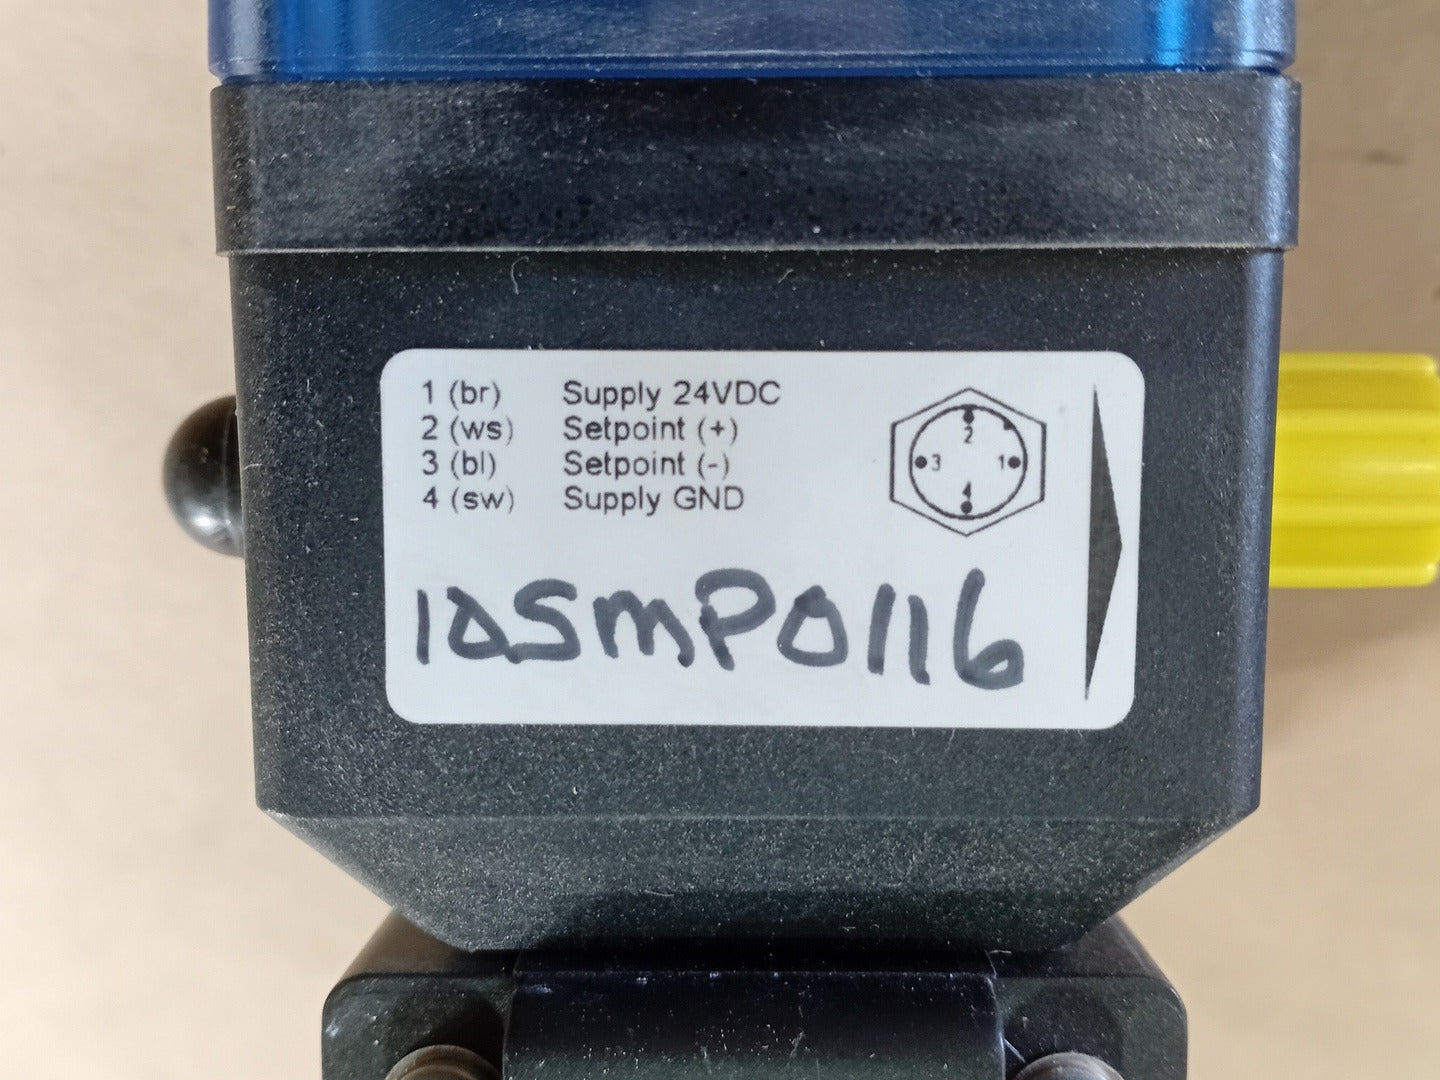 1 (br) Supply 24VDC
2 (ws) Setpoint (+)
3 (bl) Setpoint (-)
4 (sw) Supply GND
2
3 1
4
10SMP0116